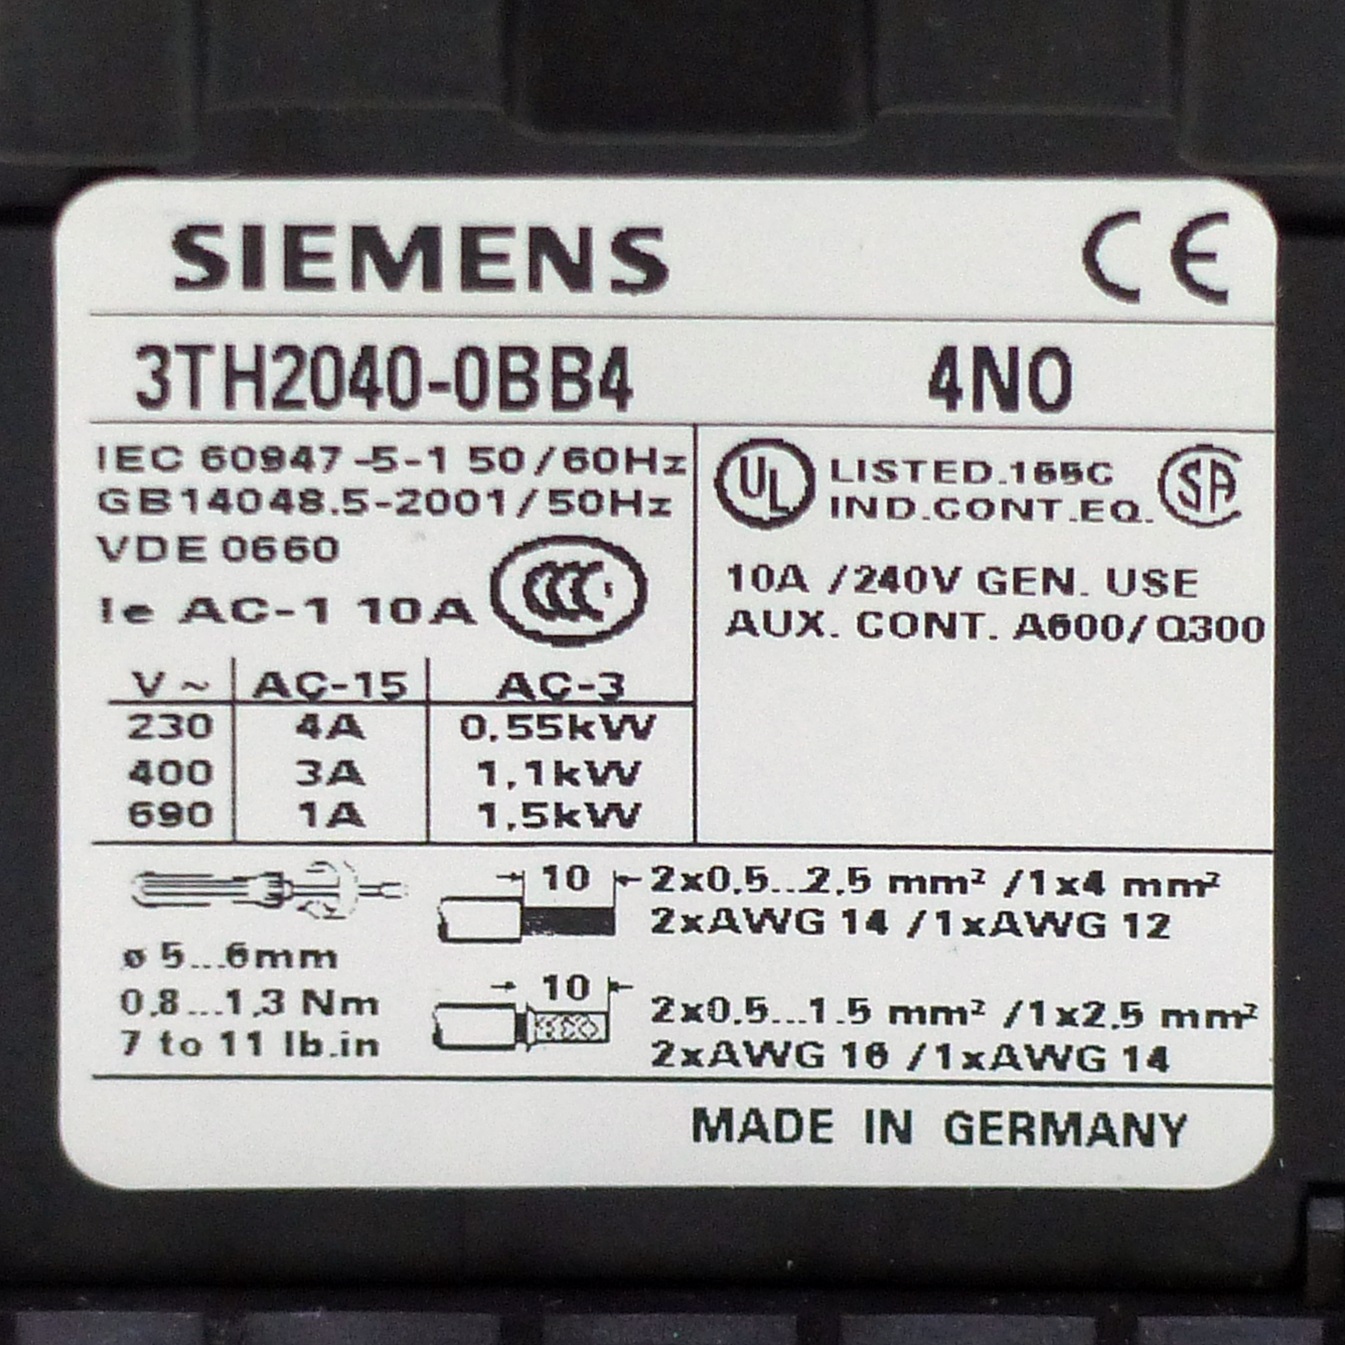 SIEMENS CE
3TH2040-0BB4 4NO
IEC 60947-5-1 50/60Hz
GB14048.5-2001/50Hz
VDE 0660
Ie AC-1 10A
CCC S
UL LISTED.165C SA
IND.CONT.EQ.
10A /240V GEN. USE
AUX. CONT. A600/Q300
V ~ AC-15 AC-3
230 4A 0.55kW
400 3A 1,1kW
690 1A 1,5kW
ø 5...6mm
0,8...1,3 Nm
7 to 11 lb.in
10 2x0,5...2,5 mm² /1x4 mm²
2xAWG 14 /1xAWG 12
10 2x0,5...1.5 mm² /1x2,5 mm²
2xAWG 16 /1xAWG 14
MADE IN GERMANY